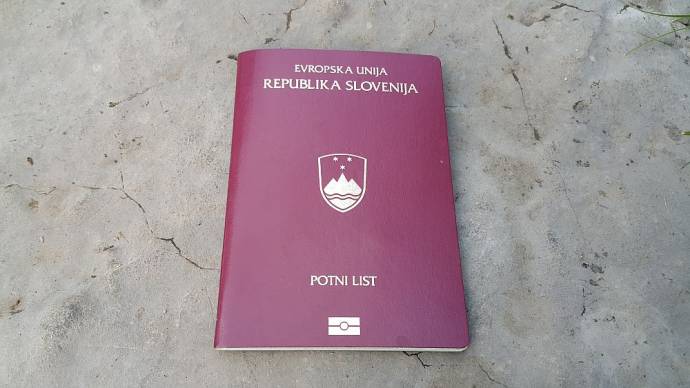 EVROPSKA UNIJA
REPUBLIKA SLOVENIJA
POTNI LIST